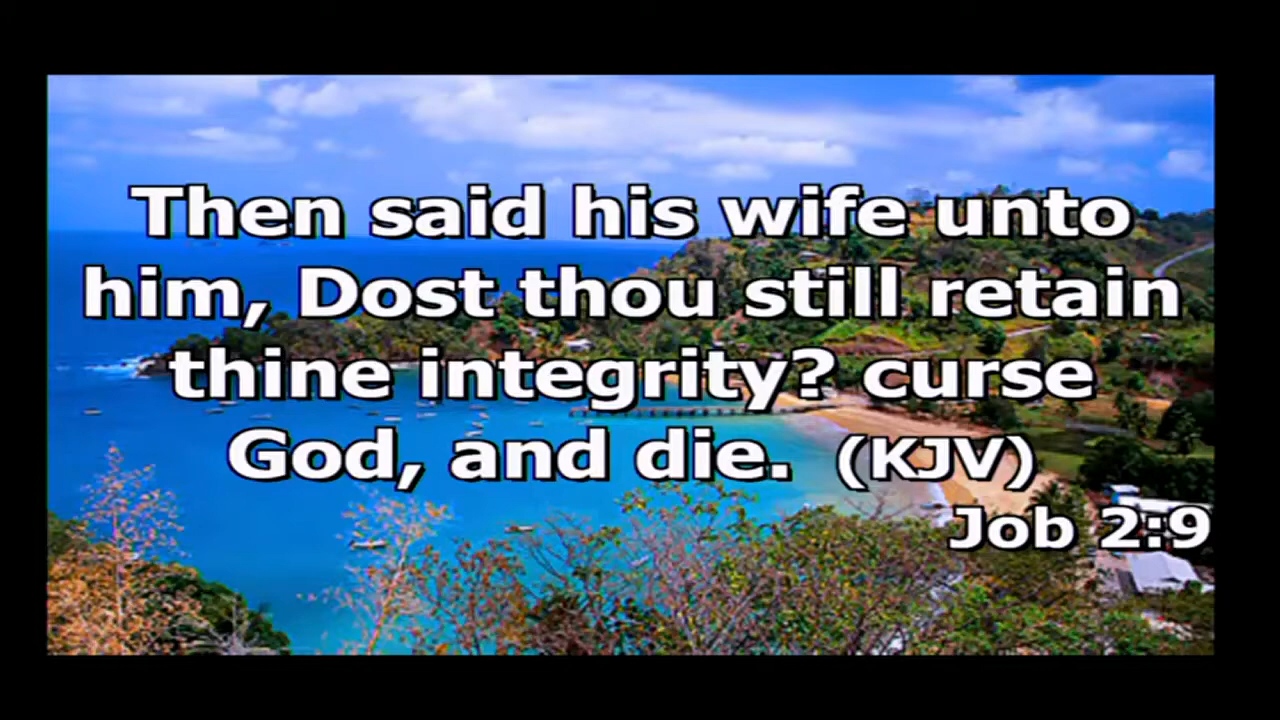 Then said his wife unto
him, Dost thou still retain
thine integrity? curse
God, and die. (KJV)
Job 2:9